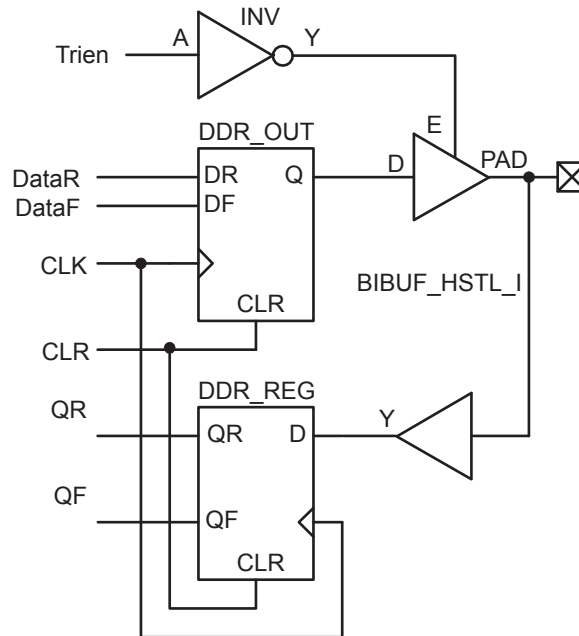 INV
Trien
A
Y
DDR_OUT
E
DataR
DR
Q
D
PAD
DataF
DF
CLK
BIBUF_HSTL_I
CLR
CLR
DDR_REG
QR
QR
D
Y
QF
QF
CLR